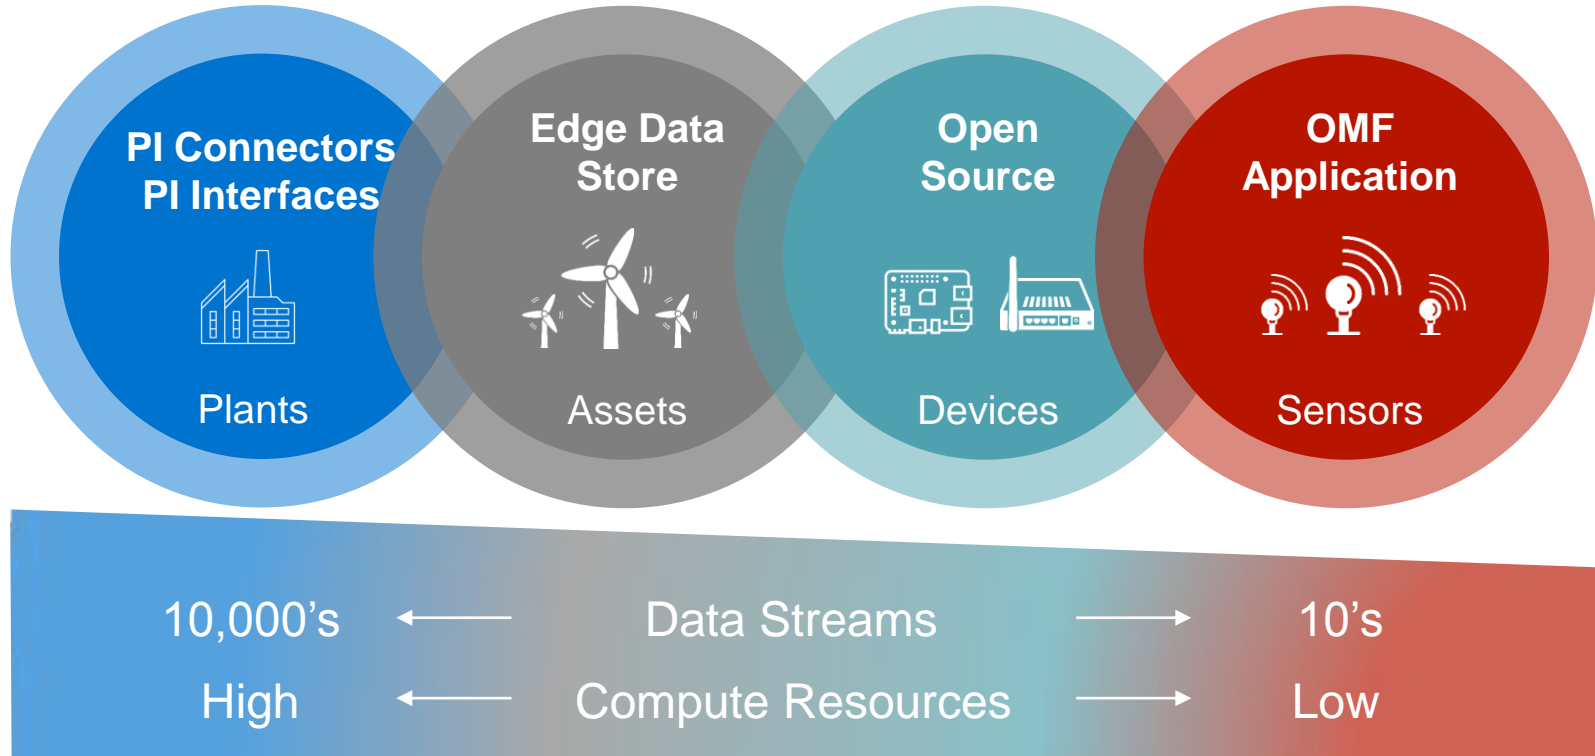 PI Connectors
PI Interfaces
Plants
Edge Data
Store
Assets
Open
Source
Devices
OMF
Application
Sensors
10,000’s
Data Streams
10’s
High
Compute Resources
Low